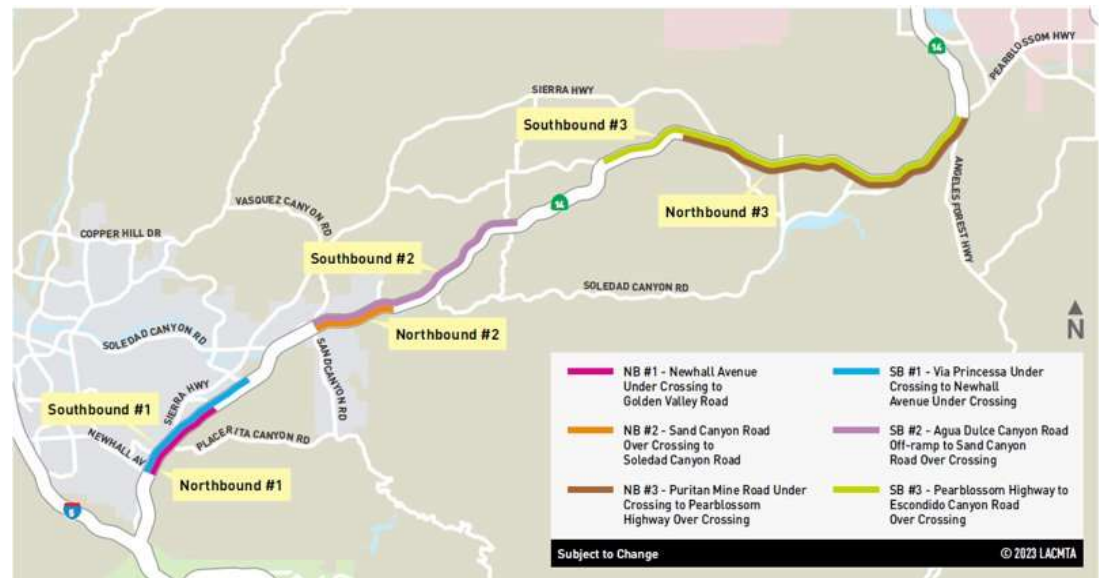 14
PEARBLOSSOM HWY
SIERRA HWY
Southbound #3
VASQUEZ CANYON RD
14
Northbound #3
ANGELES FOREST HWY
COPPER HILL DR
Southbound #2
SOLEDAD CANYON RD
Northbound #2
N
SOLEDAD CANYON RD
SAND CANYON RD
SIERRA HWY
Southbound #1
NEWHALL AV
PLACERITA CANYON RD
Northbound #1
5
NB #1 - Newhall Avenue
Under Crossing to
Golden Valley Road
SB #1 - Via Princessa Under
Crossing to Newhall
Avenue Under Crossing
NB #2 - Sand Canyon Road
Over Crossing to
Soledad Canyon Road
SB #2 - Agua Dulce Canyon Road
Off-ramp to Sand Canyon
Road Over Crossing
NB #3 - Puritan Mine Road Under
Crossing to Pearblossom
Highway Over Crossing
SB #3 - Pearblossom Highway to
Escondido Canyon Road
Over Crossing
Subject to Change
© 2023 LACMTA